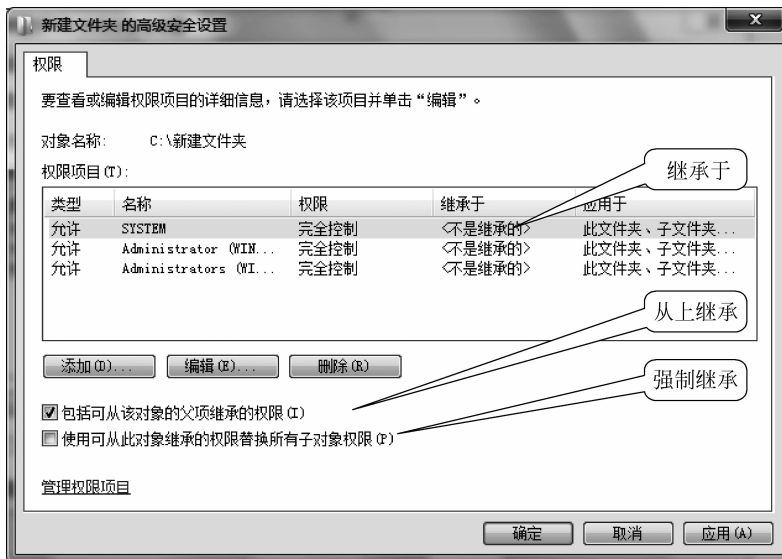 新建文件夹 的高级安全设置
权限
要查看或编辑权限项目的详细信息，请选择该项目并单击“编辑”。
对象名称: C:\新建文件夹
权限项目(T):
继承于
类型 名称 权限 继承于 应用于
允许 SYSTEM 完全控制 <不是继承的> 此文件夹、子文件夹...
允许 Administrator (WIN... 完全控制 <不是继承的> 此文件夹、子文件夹...
允许 Administrators (WI... 完全控制 <不是继承的> 此文件夹、子文件夹...
从上继承
添加(D)... 编辑(E)... 删除(R)
强制继承
包括可从该对象的父项继承的权限(I)
使用可从此对象继承的权限替换所有子对象权限(P)
管理权限项目
确定 取消 应用(A)